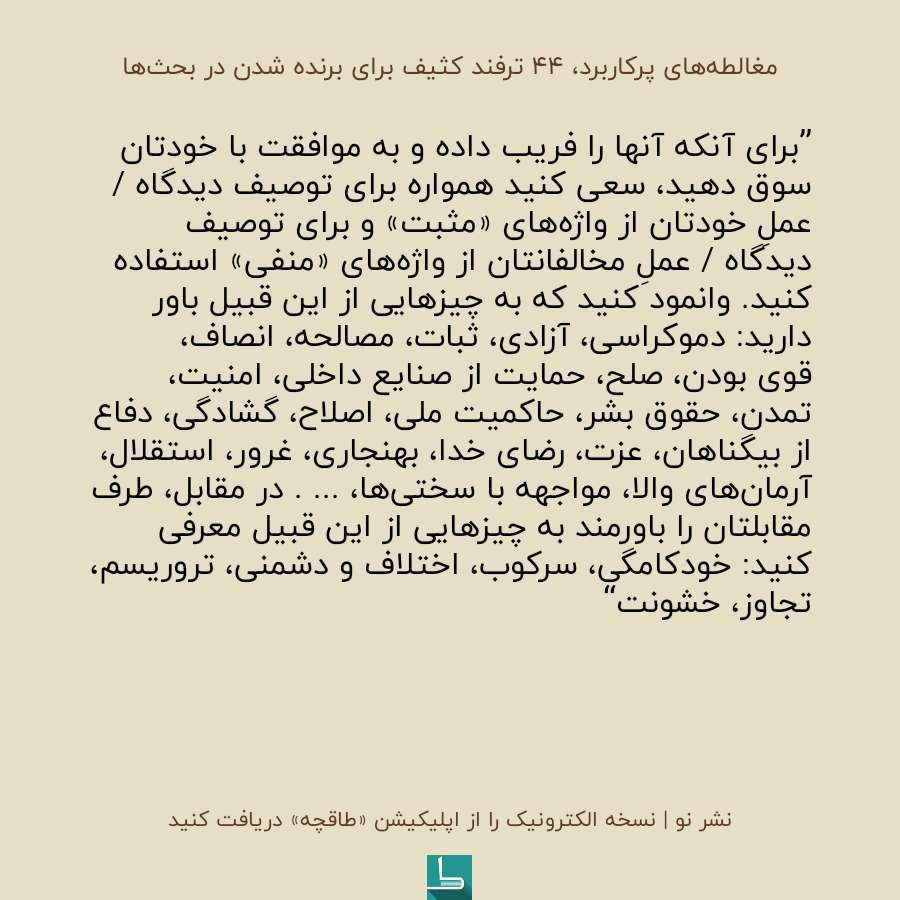 مغالطه‌های پرکاربرد، ۴۴ ترفند کثیف برای برنده شدن در بحث‌ها
”برای آنکه آنها را فریب داده و به موافقت با خودتان
سوق دهید، سعی کنید همواره برای توصیف دیدگاه /
عملِ خودتان از واژه‌های «مثبت» و برای توصیف
دیدگاه / عملِ مخالفانتان از واژه‌های «منفی» استفاده
کنید. وانمود کنید که به چیزهایی از این قبیل باور
دارید: دموکراسی، آزادی، ثبات، مصالحه، انصاف،
قوی بودن، صلح، حمایت از صنایع داخلی، امنیت،
تمدن، حقوق بشر، حاکمیت ملی، اصلاح، گشادگی، دفاع
از بیگناهان، عزت، رضای خدا، بهنجاری، غرور، استقلال،
آرمان‌های والا، مواجهه با سختی‌ها، ... . در مقابل، طرف
مقابلتان را باورمند به چیزهایی از این قبیل معرفی
کنید: خودکامگی، سرکوب، اختلاف و دشمنی، تروریسم،
تجاوز، خشونت“
نشر نو | نسخه الکترونیک را از اپلیکیشن «طاقچه» دریافت کنید